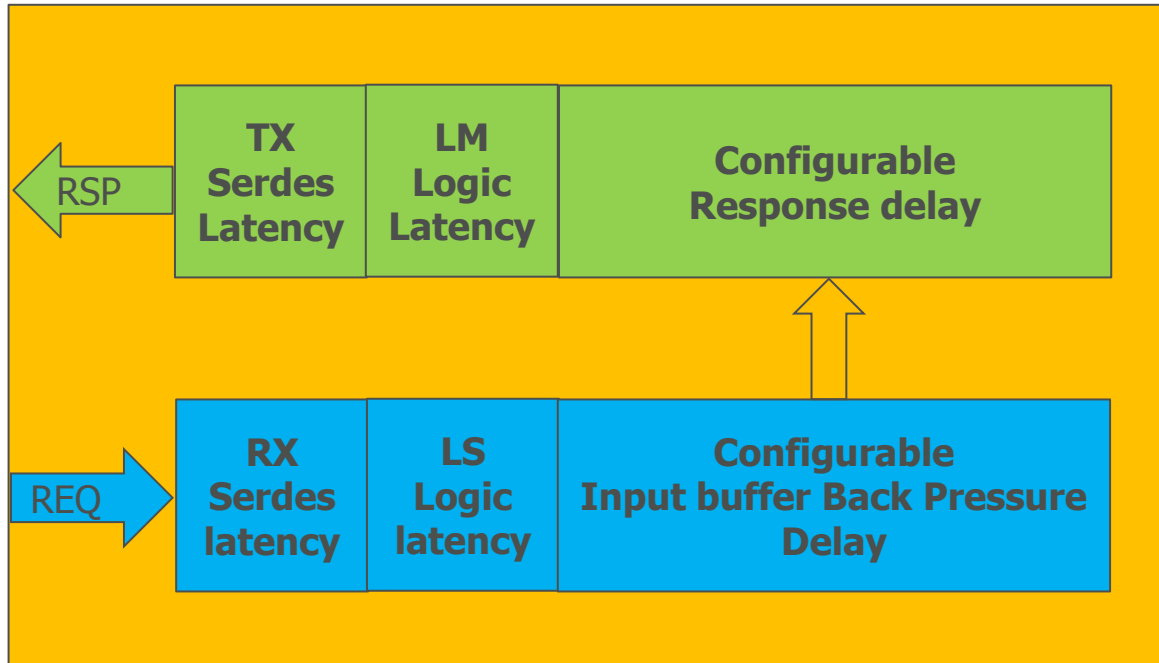 RSP
TX
Serdes
Latency
LM
Logic
Latency
Configurable
Response delay
REQ
RX
Serdes
latency
LS
Logic
latency
Configurable
Input buffer Back Pressure
Delay